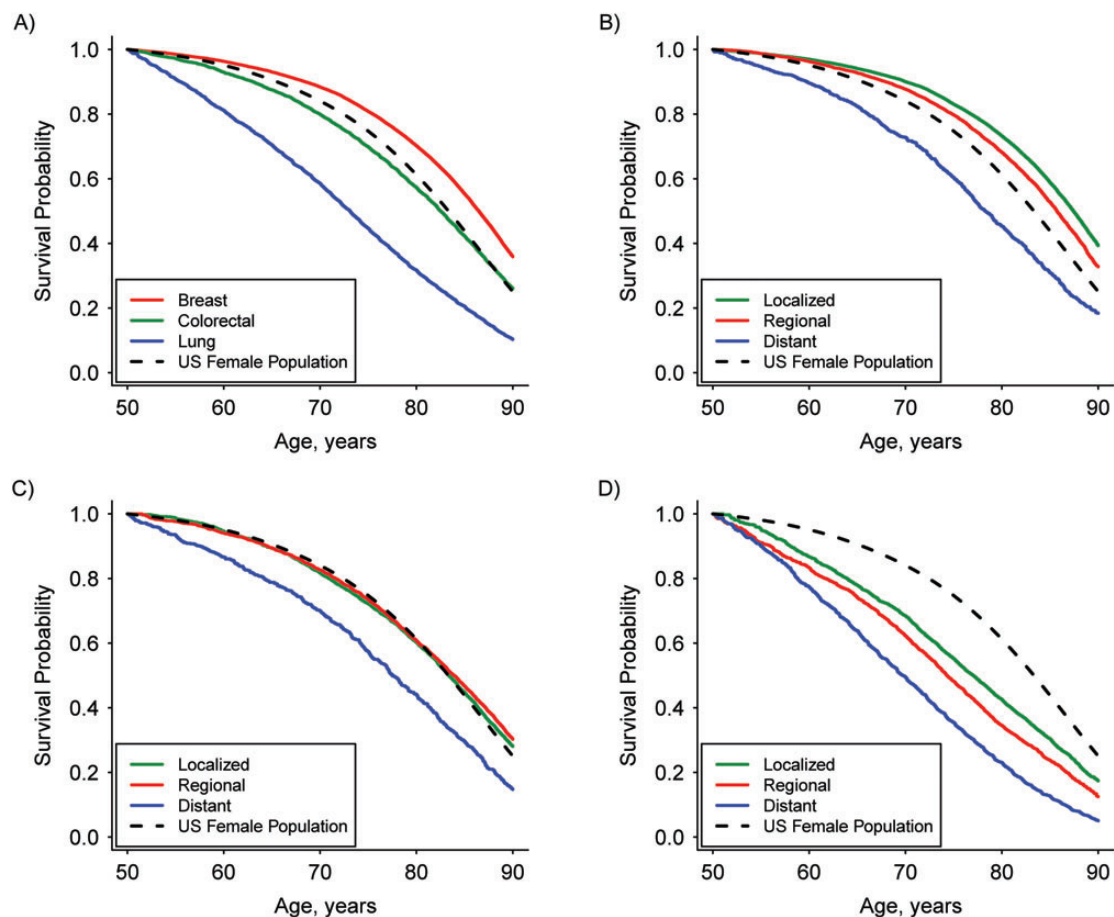 A)
1.0
0.8
0.6
0.4
0.2
0.0
Survival Probability
Breast
Colorectal
Lung
US Female Population
50
60
70
80
90
Age, years
B)
1.0
0.8
0.6
0.4
0.2
0.0
Survival Probability
Localized
Regional
Distant
US Female Population
50
60
70
80
90
Age, years
C)
1.0
0.8
0.6
0.4
0.2
0.0
Survival Probability
Localized
Regional
Distant
US Female Population
50
60
70
80
90
Age, years
D)
1.0
0.8
0.6
0.4
0.2
0.0
Survival Probability
Localized
Regional
Distant
US Female Population
50
60
70
80
90
Age, years